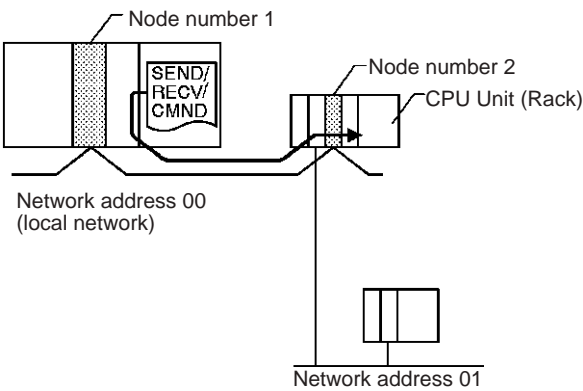 Node number 1
SEND/
RECV/
CMND
Node number 2
CPU Unit (Rack)
Network address 00
(local network)
Network address 01